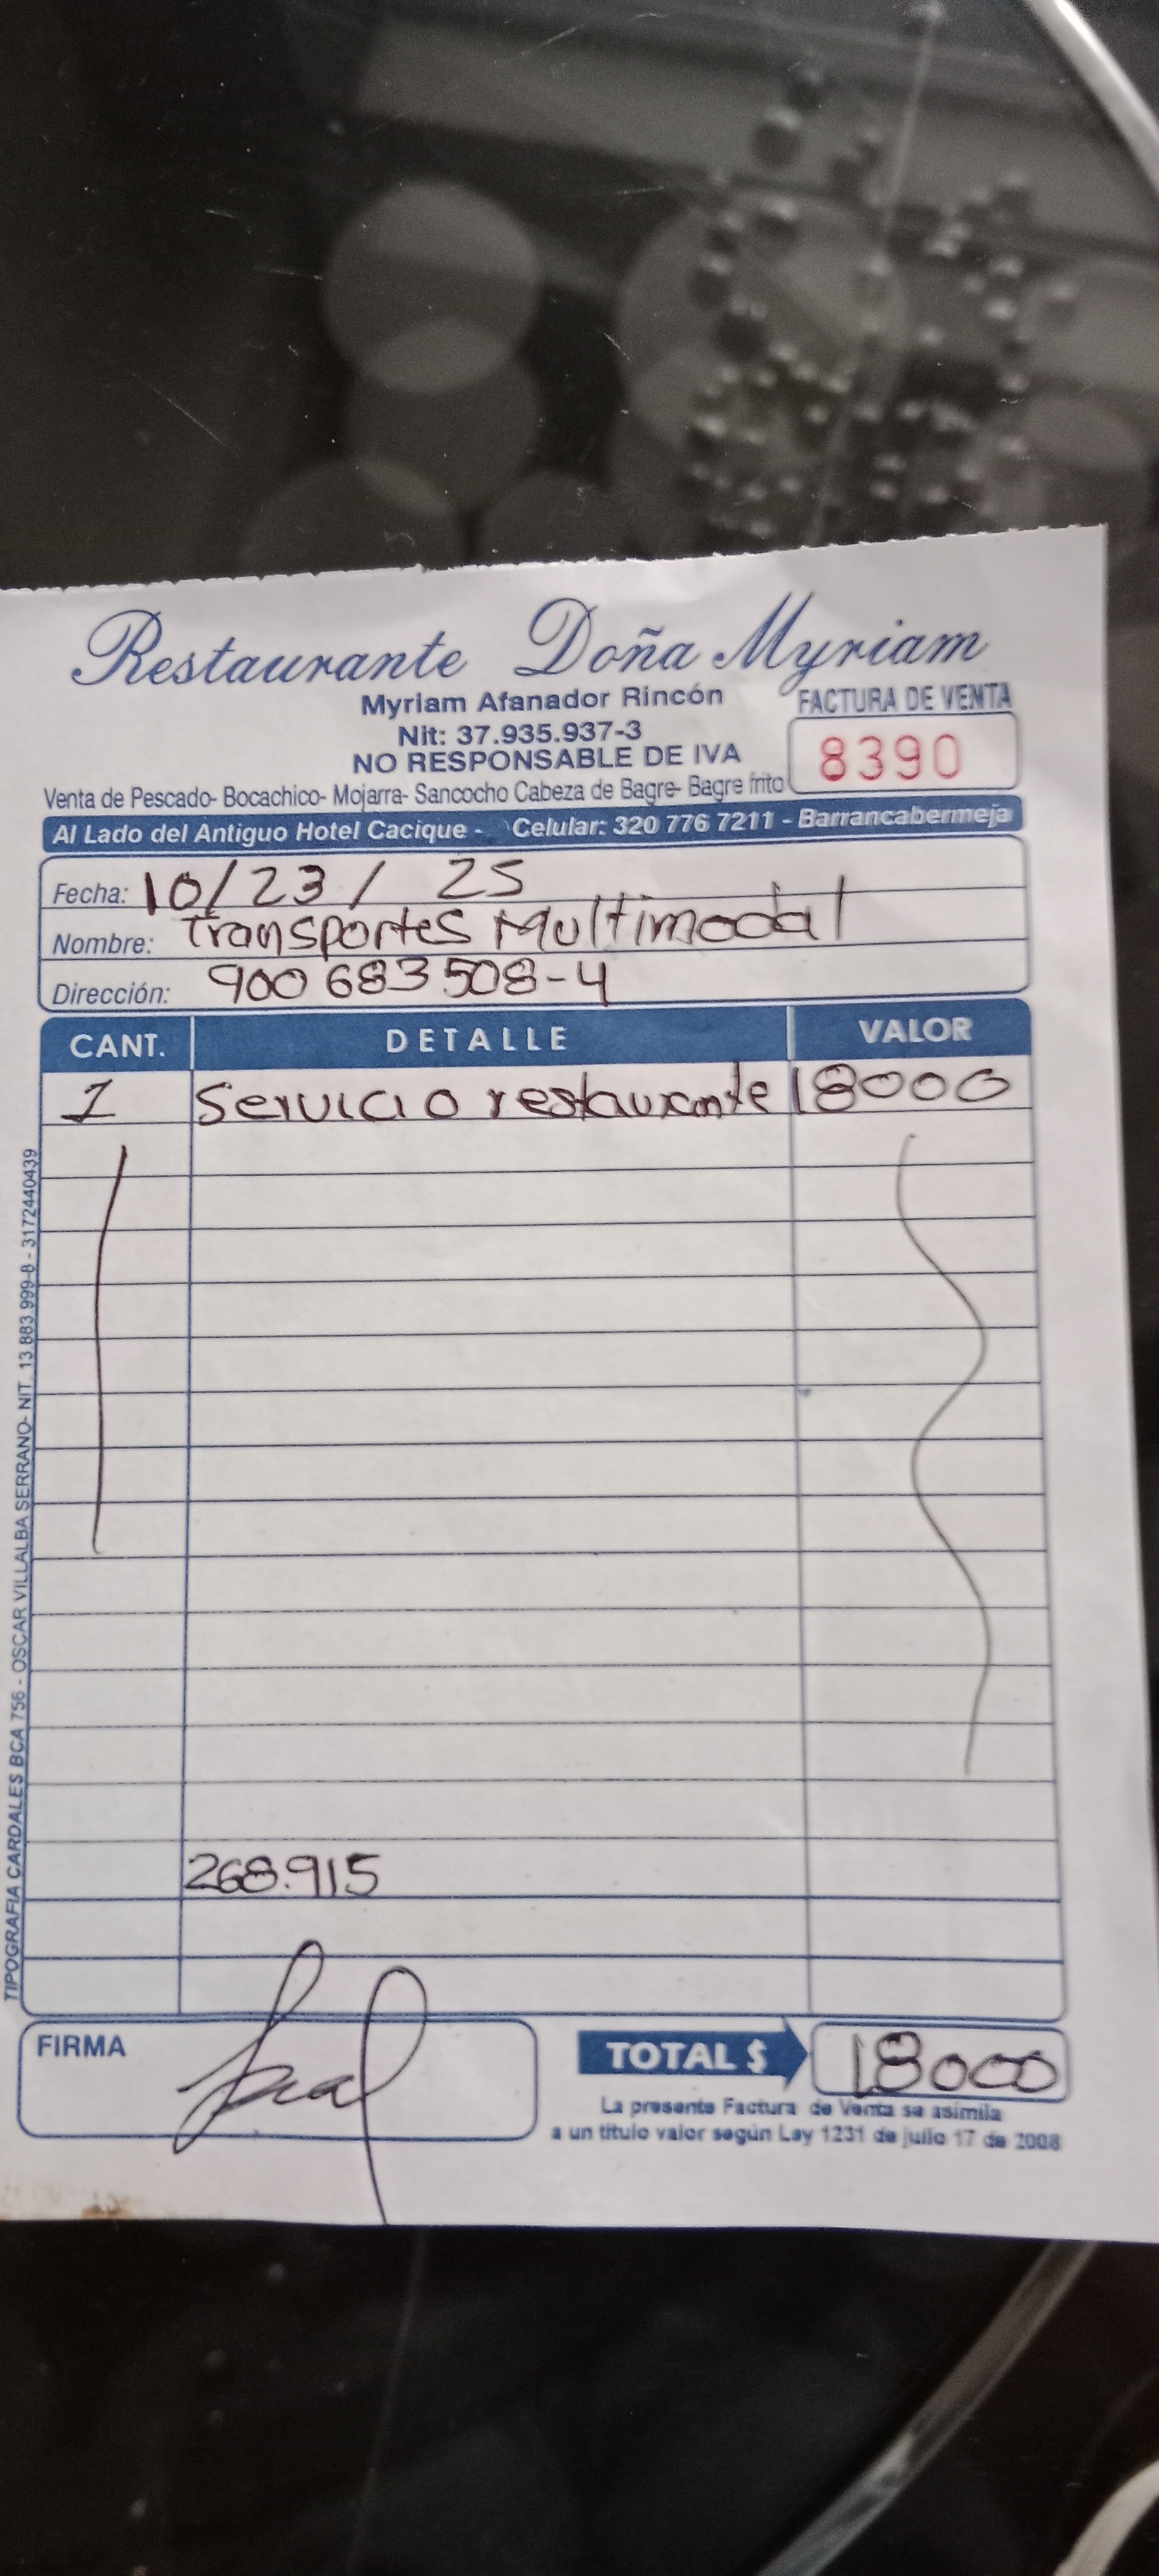 Restaurante Doña Myriam
Myriam Afanador Rincón
Nit: 37.935.937-3
NO RESPONSABLE DE IVA
FACTURA DE VENTA
8390
Venta de Pescado- Bocachico- Mojarra- Sancocho Cabeza de Bagre- Bagre frito
Al Lado del Antiguo Hotel Cacique - Celular: 320 776 7211 - Barrancabermeja
Fecha: 10/23/ 25
Nombre: Transportes Multimodal
Dirección: 900 683 508-4
CANT. DETALLE VALOR
1 Servicio restaurante 18000
268.915
FIRMA
TOTAL $ 18000
La presente Factura de Venta se asimila
a un título valor según Ley 1231 de julio 17 de 2008
TIPOGRAFIA CARDALES BCA 756 - OSCAR VILLALBA SERRANO- NIT. 13.883.999-8 - 3172440439